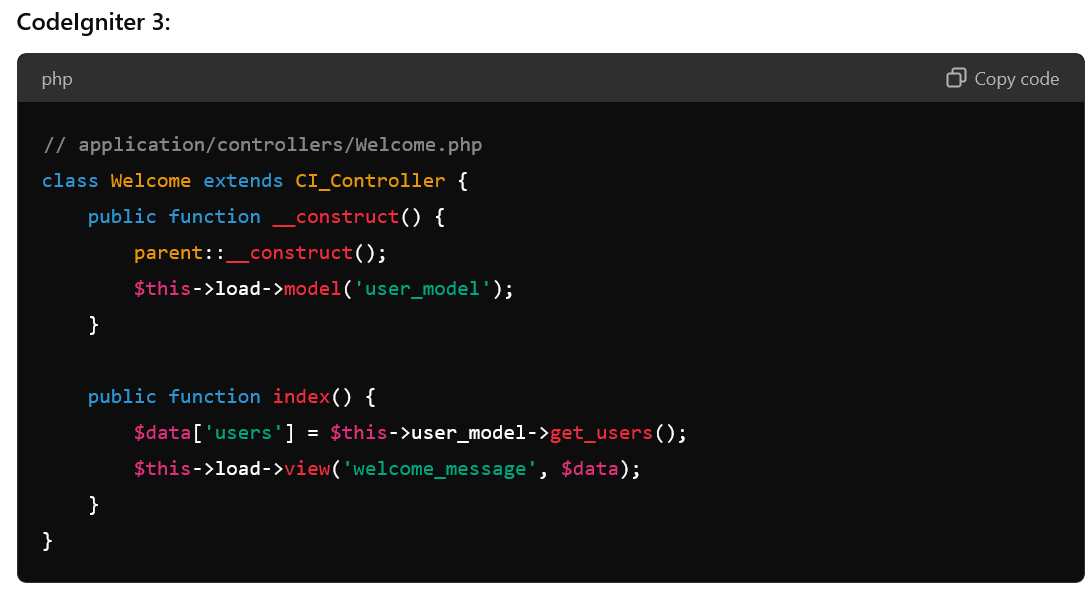 CodeIgniter 3:
php
Copy code
// application/controllers/Welcome.php
class Welcome extends CI_Controller {
    public function __construct() {
        parent::__construct();
        $this->load->model('user_model');
    }

    public function index() {
        $data['users'] = $this->user_model->get_users();
        $this->load->view('welcome_message', $data);
    }
}